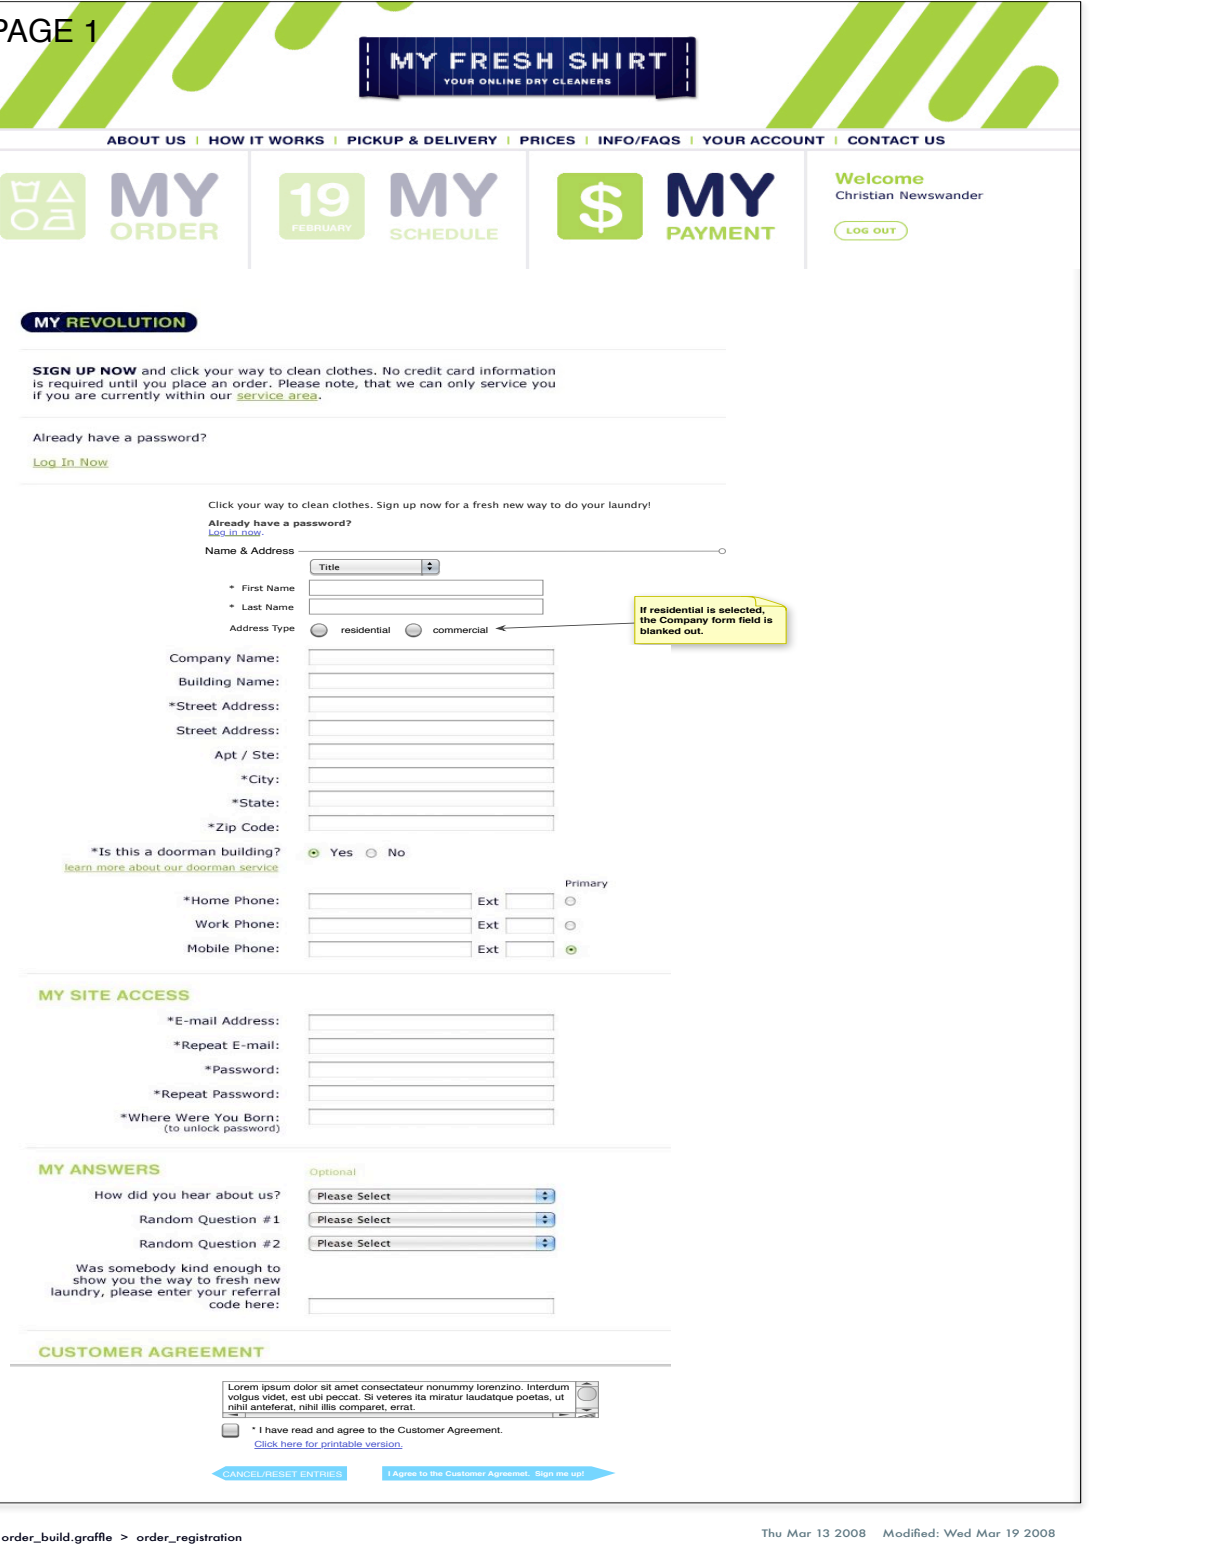 PAGE 1
MY FRESH SHIRT
YOUR ONLINE DRY CLEANERS
ABOUT US | HOW IT WORKS | PICKUP & DELIVERY | PRICES | INFO/FAQS | YOUR ACCOUNT | CONTACT US
MY ORDER
19 FEBRUARY
MY SCHEDULE
$
MY PAYMENT
Welcome
Christian Newswander
LOG OUT
MY REVOLUTION
SIGN UP NOW and click your way to clean clothes. No credit card information
is required until you place an order. Please note, that we can only service you
if you are currently within our service area.
Already have a password?
Log In Now
Click your way to clean clothes. Sign up now for a fresh new way to do your laundry!
Already have a password?
Log in now.
Name & Address
Title
* First Name
* Last Name
Address Type residential commercial
If residential is selected,
the Company form field is
blanked out.
Company Name:
Building Name:
*Street Address:
Street Address:
Apt / Ste:
*City:
*State:
*Zip Code:
*Is this a doorman building? Yes No
learn more about our doorman service
Primary
*Home Phone: Ext
Work Phone: Ext
Mobile Phone: Ext
MY SITE ACCESS
*E-mail Address:
*Repeat E-mail:
*Password:
*Repeat Password:
*Where Were You Born:
(to unlock password)
MY ANSWERS Optional
How did you hear about us? Please Select
Random Question #1 Please Select
Random Question #2 Please Select
Was somebody kind enough to
show you the way to fresh new
laundry, please enter your referral
code here:
CUSTOMER AGREEMENT
Lorem ipsum dolor sit amet consectateur nonummy lorenzino. Interdum
volgus videt, est ubi peccat. Si veteres ita miratur laudatque poetas, ut
nihil anteferat, nihil illis comparet, errat.
* I have read and agree to the Customer Agreement.
Click here for printable version.
CANCEL/RESET ENTRIES
I Agree to the Customer Agreemet. Sign me up!
order_build.graffle > order_registration
Thu Mar 13 2008 Modified: Wed Mar 19 2008